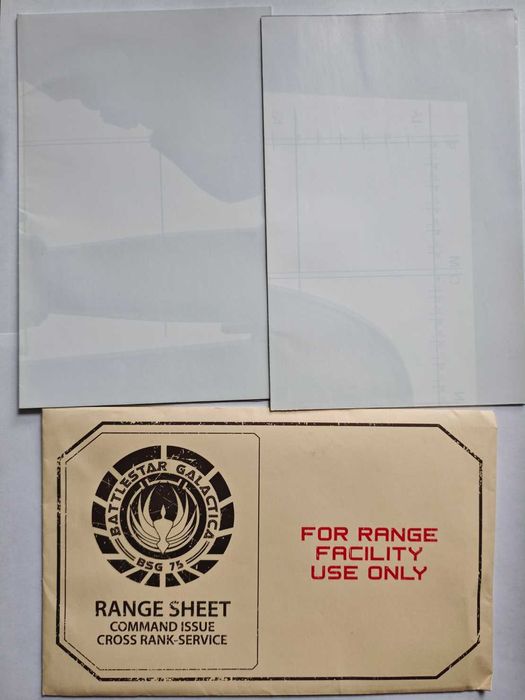 BATTLESTAR GALACTICA
BSG 75
RANGE SHEET
COMMAND ISSUE
CROSS RANK-SERVICE
FOR RANGE
FACILITY
USE ONLY